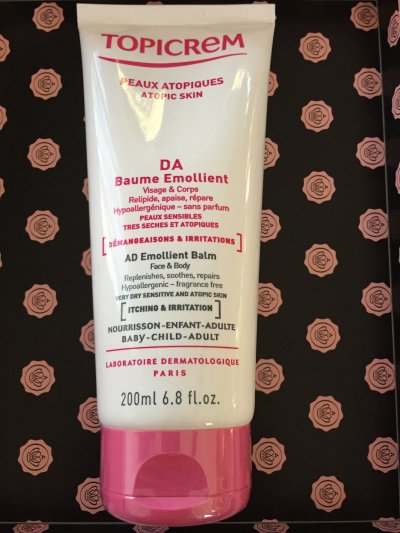 TOPICREM
PEAUX ATOPIQUES
ATOPIC SKIN
DA
Baume Emollient
Visage & Corps
Relipide, apaise, répare
Hypoallergénique – sans parfum
PEAUX SENSIBLES
TRES SECHES ET ATOPIQUES
[DÉMANGEAISONS & IRRITATIONS]
AD Emollient Balm
Face & Body
Replenishes, soothes, repairs
Hypoallergenic - fragrance free
VERY DRY SENSITIVE AND ATOPIC SKIN
[ITCHING & IRRITATION]
NOURRISSON-ENFANT-ADULTE
BABY-CHILD-ADULT
LABORATOIRE DERMATOLOGIQUE
PARIS
200ml 6.8 fl.oz.